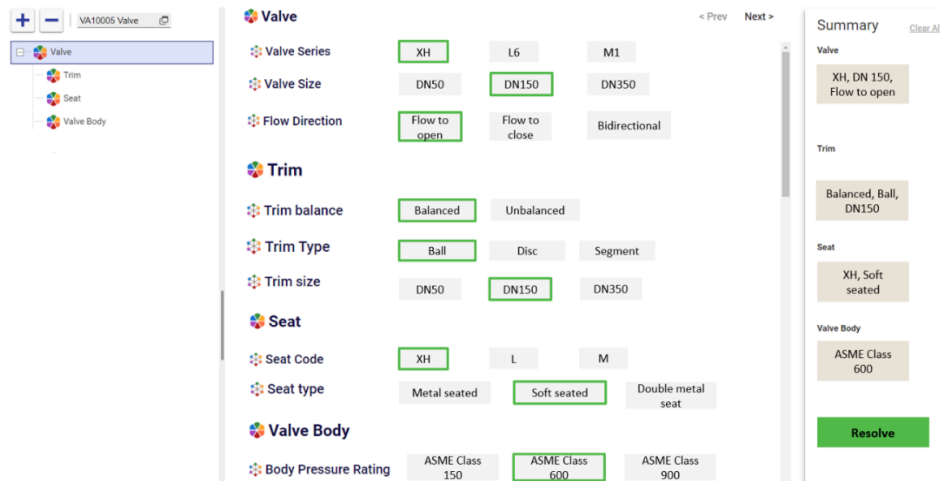 VA10005 Valve
Valve
Trim
Seat
Valve Body
Valve
< Prev Next >
Valve Series XH L6 M1
Valve Size DN50 DN150 DN350
Flow Direction Flow to open Flow to close Bidirectional
Trim
Trim balance Balanced Unbalanced
Trim Type Ball Disc Segment
Trim size DN50 DN150 DN350
Seat
Seat Code XH L M
Seat type Metal seated Soft seated Double metal seat
Valve Body
Body Pressure Rating ASME Class 150 ASME Class 600 ASME Class 900
Summary Clear Al
Valve
XH, DN 150,
Flow to open
Trim
Balanced, Ball,
DN150
Seat
XH, Soft
seated
Valve Body
ASME Class
600
Resolve